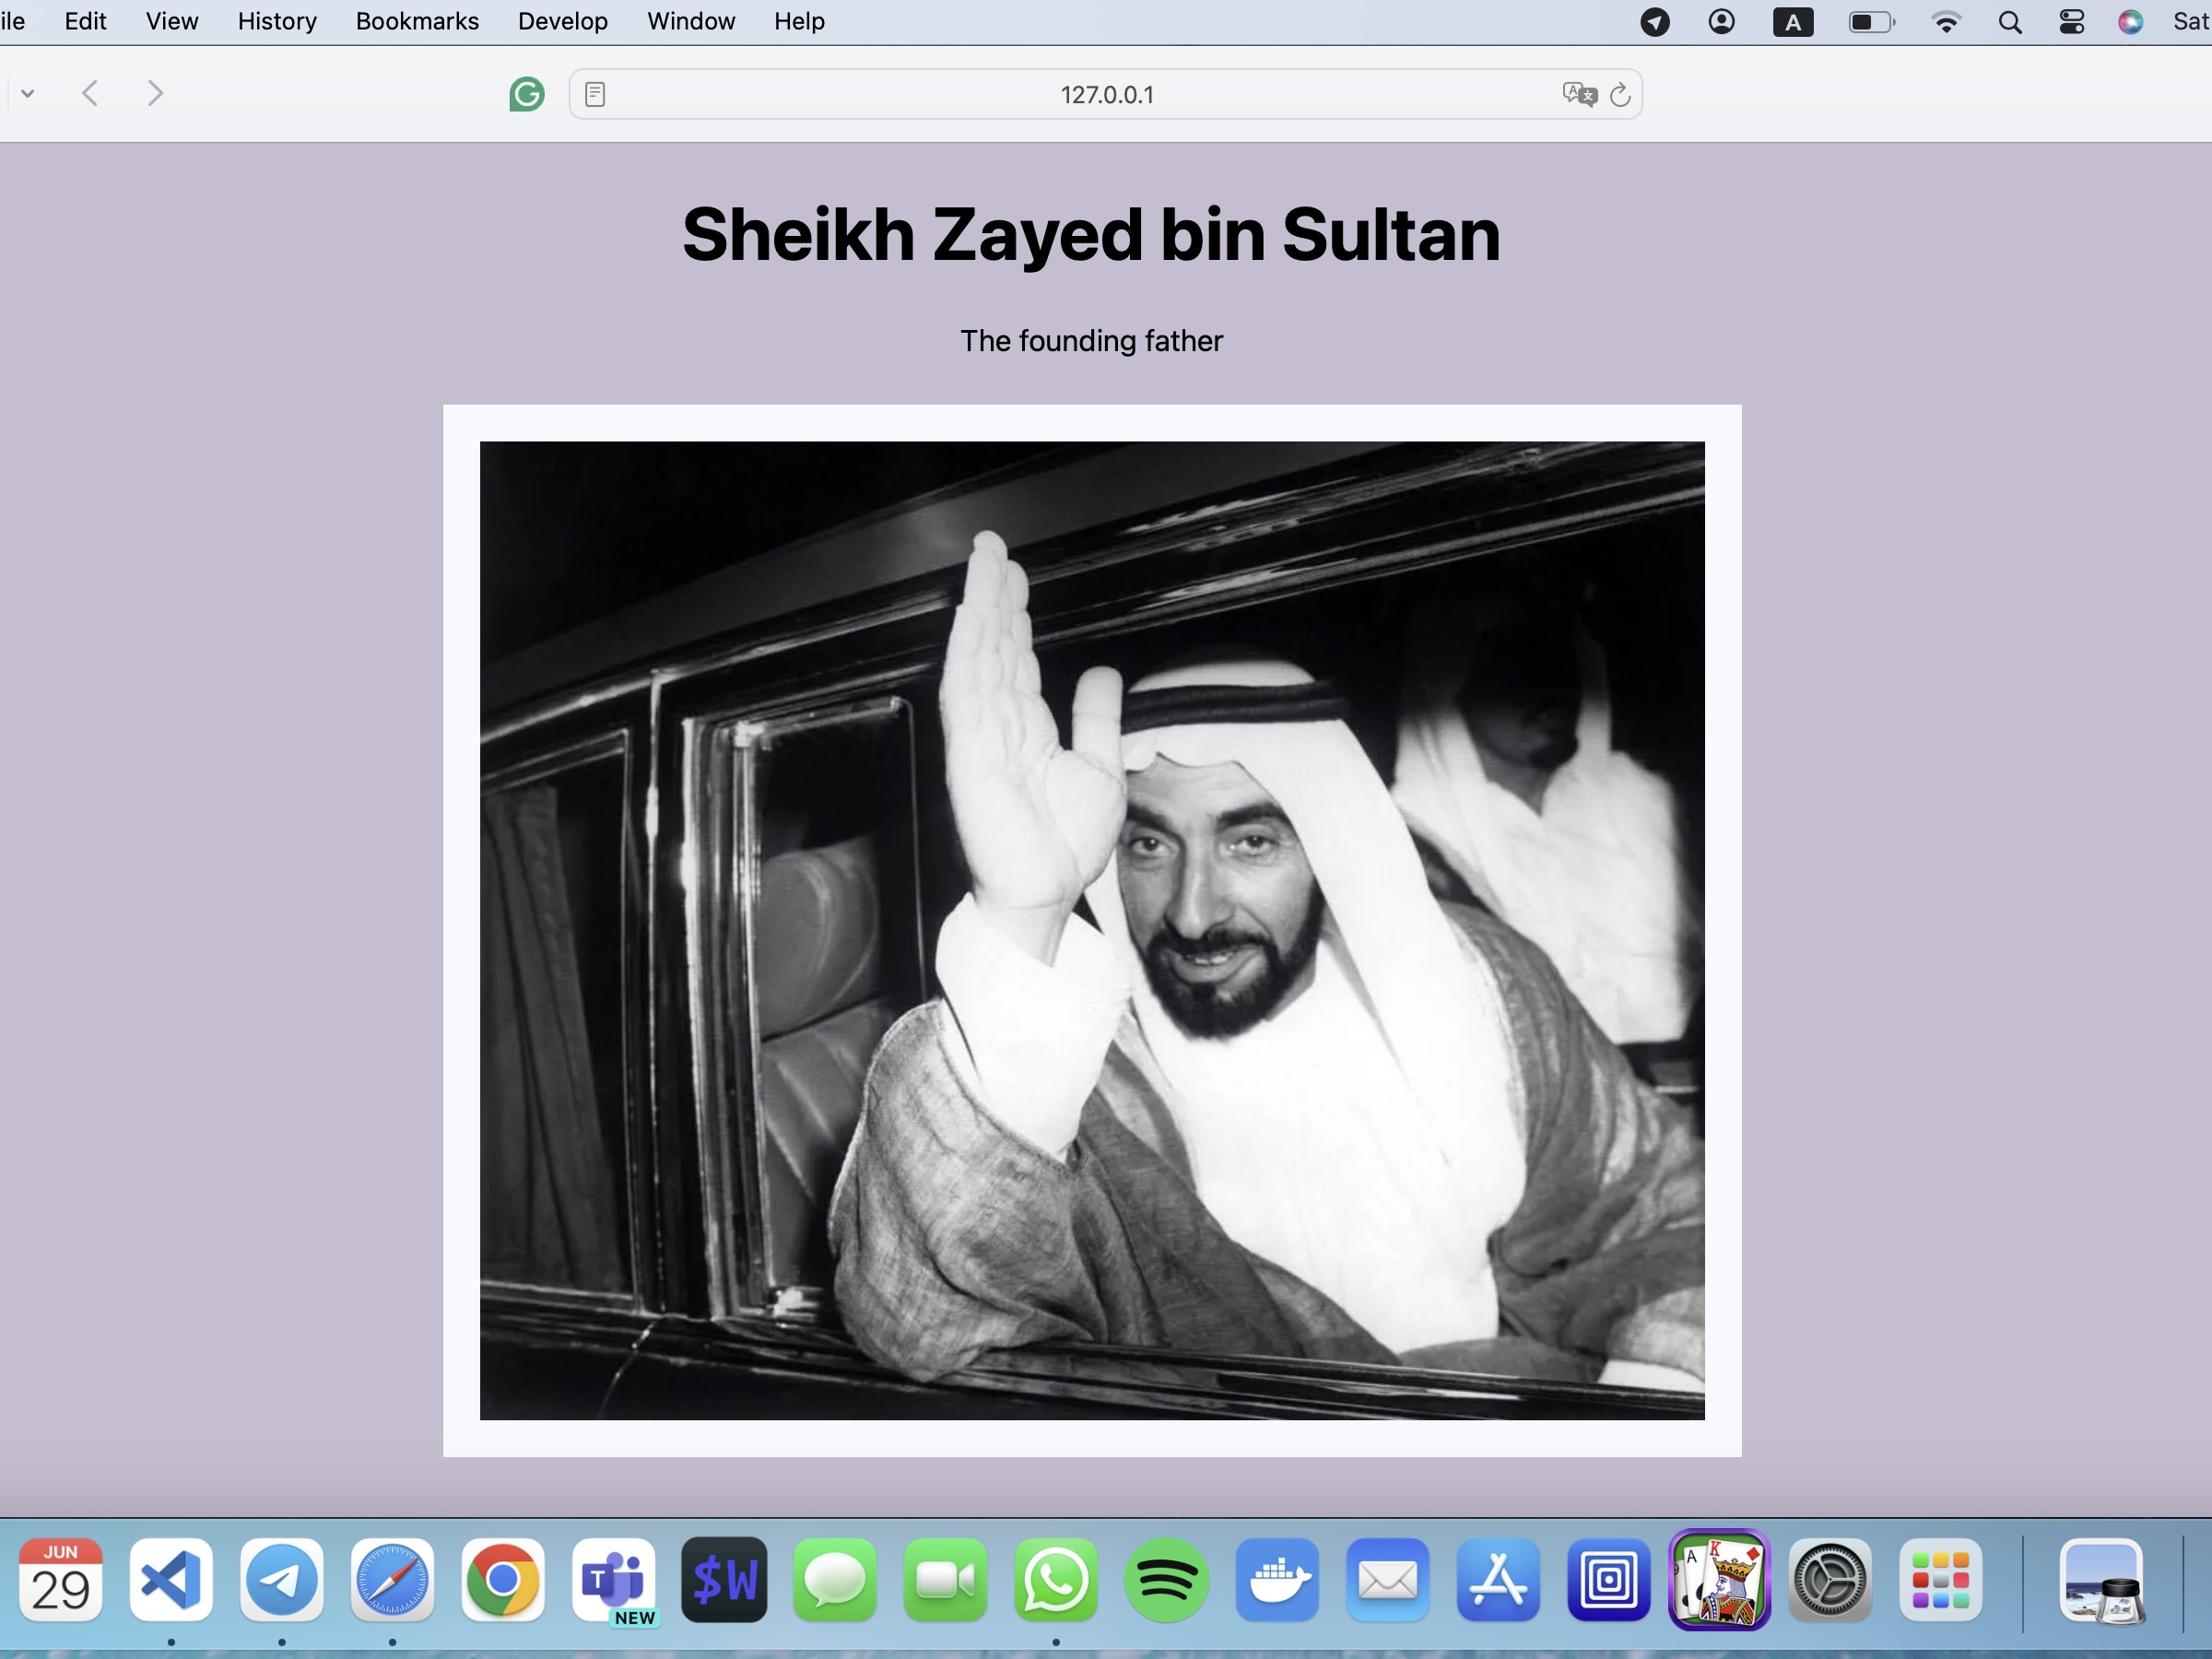 ile Edit View History Bookmarks Develop Window Help A Sat
127.0.0.1
Sheikh Zayed bin Sultan
The founding father
JUN
29
T
NEW
$W
A
K